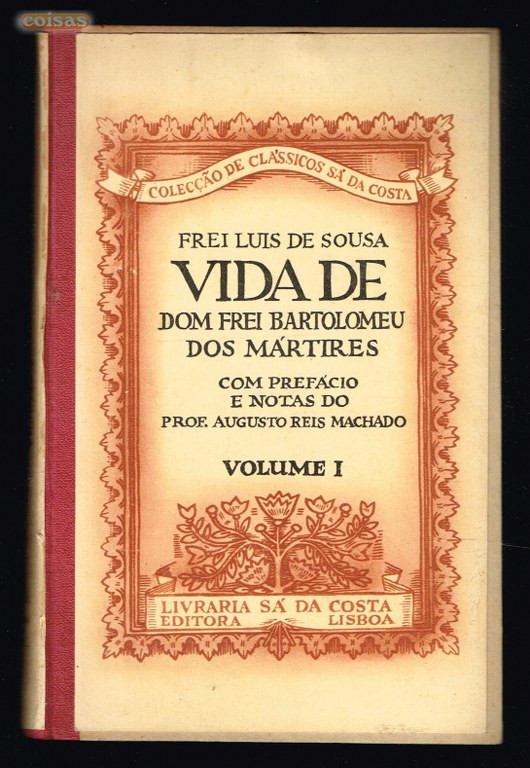 coisas
COLECÇÃO DE CLÁSSICOS SÁ DA COSTA
FREI LUIS DE SOUSA
VIDA DE
DOM FREI BARTOLOMEU
DOS MÁRTIRES
COM PREFÁCIO
E NOTAS DO
PROF. AUGUSTO REIS MACHADO
VOLUME I
LIVRARIA SÁ DA COSTA
EDITORA LISBOA